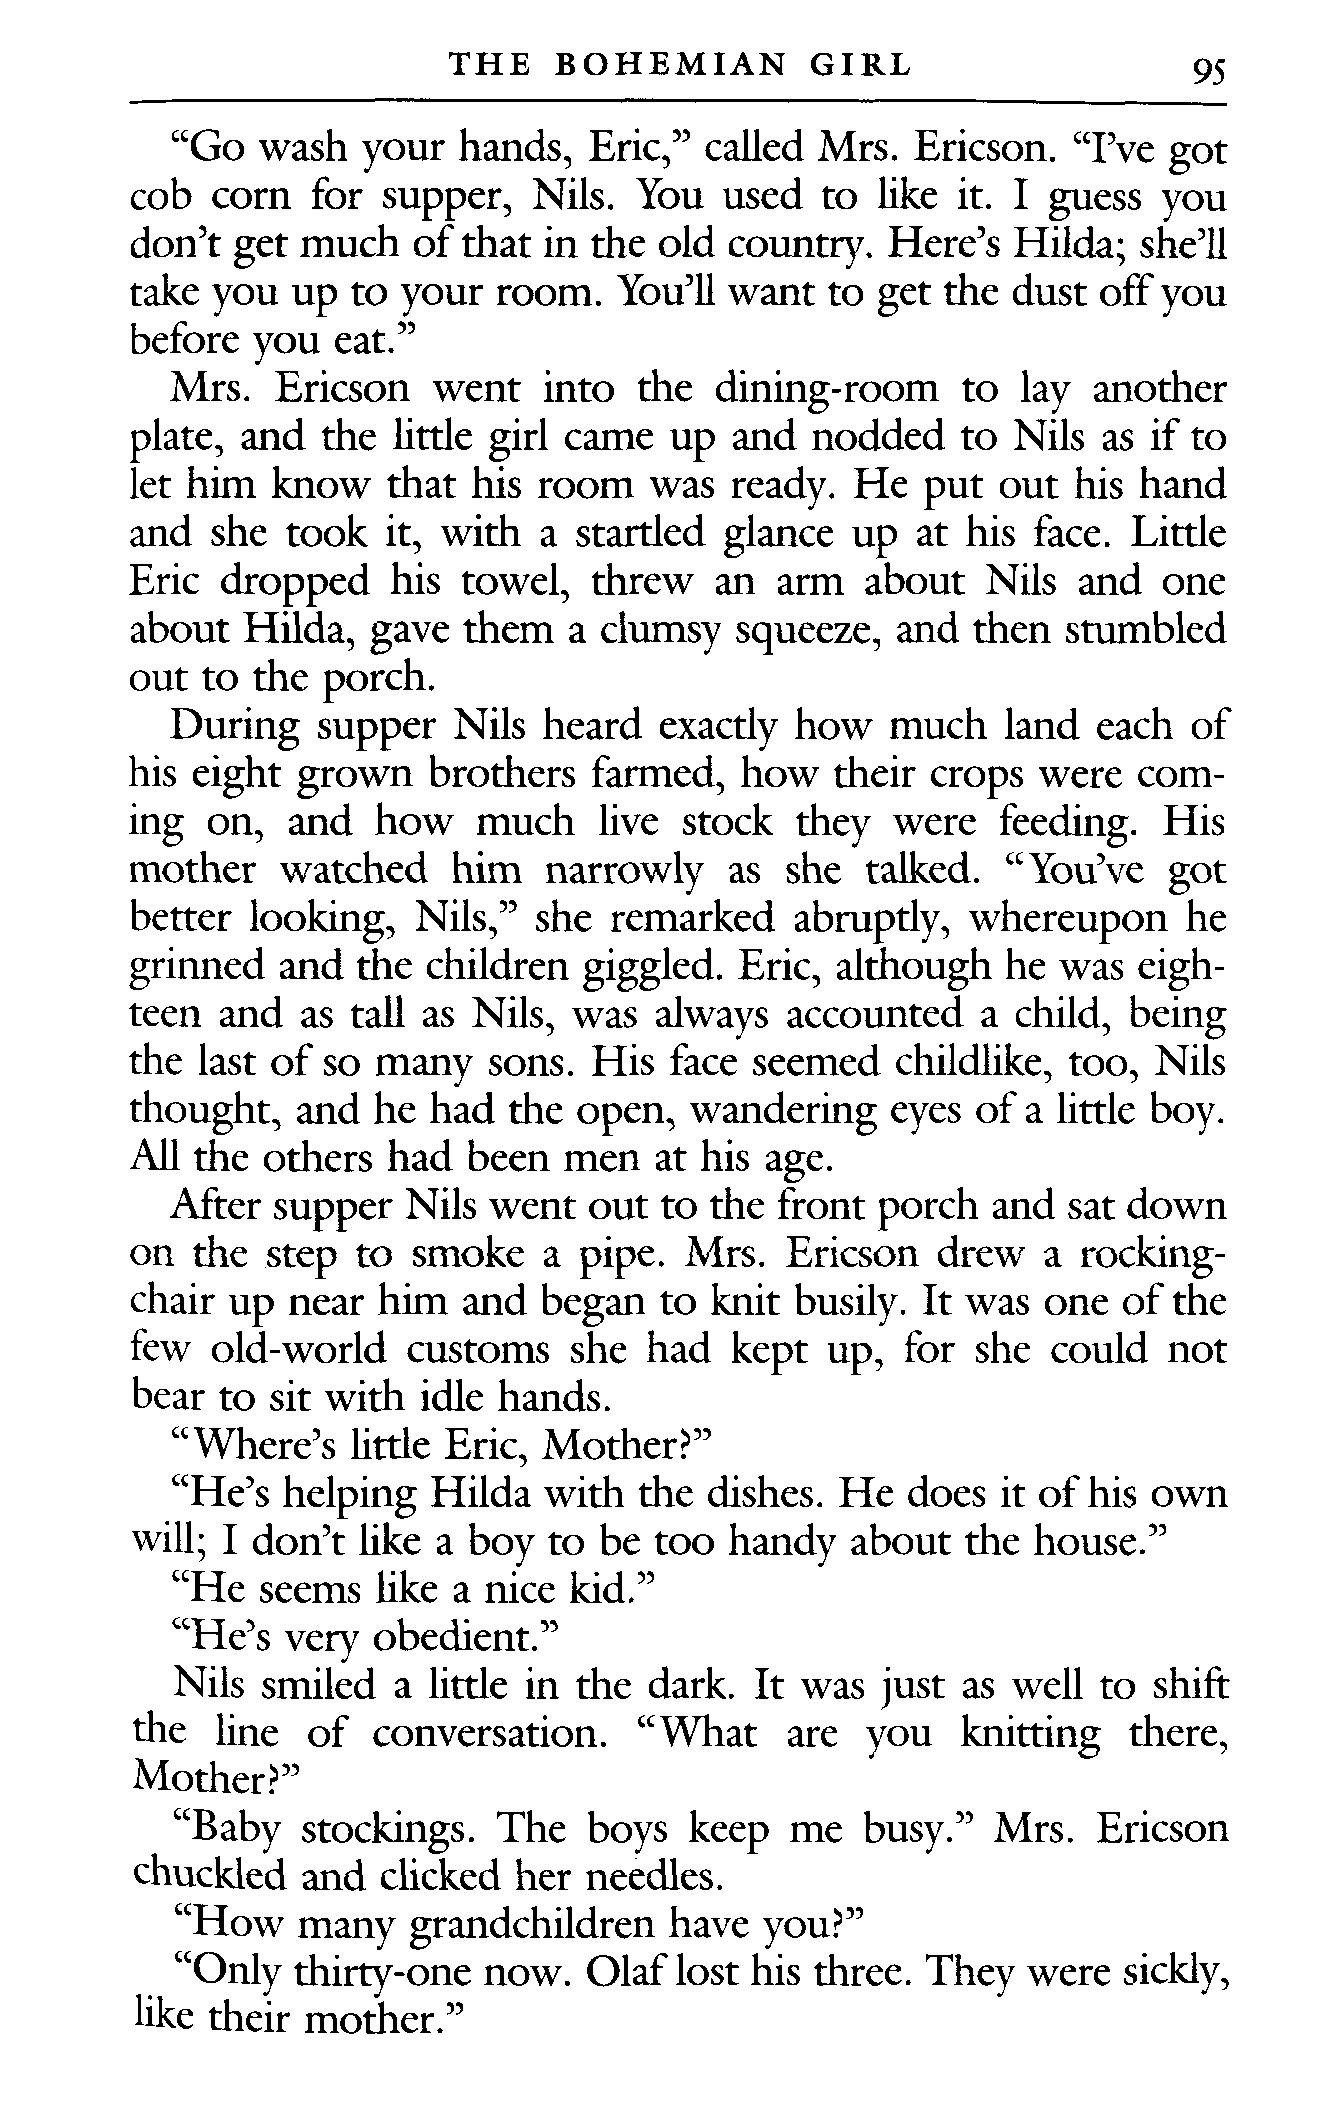 THE BOHEMIAN GIRL 95
“Go wash your hands, Eric,” called Mrs. Ericson. “I’ve got
cob corn for supper, Nils. You used to like it. I guess you
don’t get much of that in the old country. Here’s Hilda; she’ll
take you up to your room. You’ll want to get the dust off you
before you eat.”
Mrs. Ericson went into the dining-room to lay another
plate, and the little girl came up and nodded to Nils as if to
let him know that his room was ready. He put out his hand
and she took it, with a startled glance up at his face. Little
Eric dropped his towel, threw an arm about Nils and one
about Hilda, gave them a clumsy squeeze, and then stumbled
out to the porch.
During supper Nils heard exactly how much land each of
his eight grown brothers farmed, how their crops were com-
ing on, and how much live stock they were feeding. His
mother watched him narrowly as she talked. “You’ve got
better looking, Nils,” she remarked abruptly, whereupon he
grinned and the children giggled. Eric, although he was eigh-
teen and as tall as Nils, was always accounted a child, being
the last of so many sons. His face seemed childlike, too, Nils
thought, and he had the open, wandering eyes of a little boy.
All the others had been men at his age.
After supper Nils went out to the front porch and sat down
on the step to smoke a pipe. Mrs. Ericson drew a rocking-
chair up near him and began to knit busily. It was one of the
few old-world customs she had kept up, for she could not
bear to sit with idle hands.
“Where’s little Eric, Mother?”
“He’s helping Hilda with the dishes. He does it of his own
will; I don’t like a boy to be too handy about the house.”
“He seems like a nice kid.”
“He’s very obedient.”
Nils smiled a little in the dark. It was just as well to shift
the line of conversation. “What are you knitting there,
Mother?”
“Baby stockings. The boys keep me busy.” Mrs. Ericson
chuckled and clicked her needles.
“How many grandchildren have you?”
“Only thirty-one now. Olaf lost his three. They were sickly,
like their mother.”